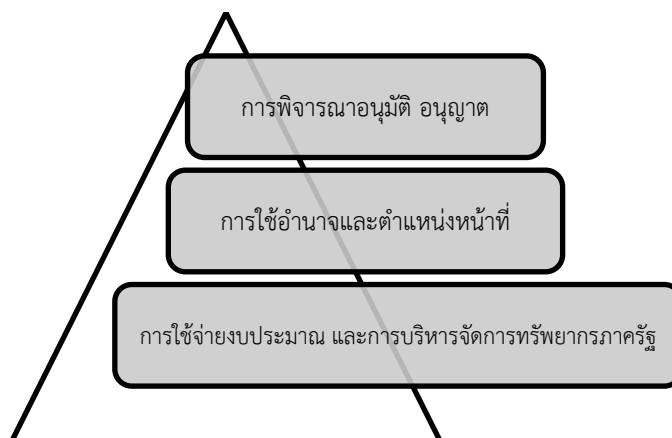 การพิจารณาอนุมัติ อนุญาต
การใช้อำนาจและตำแหน่งหน้าที่
การใช้จ่ายงบประมาณ และการบริหารจัดการทรัพยากรภาครัฐ